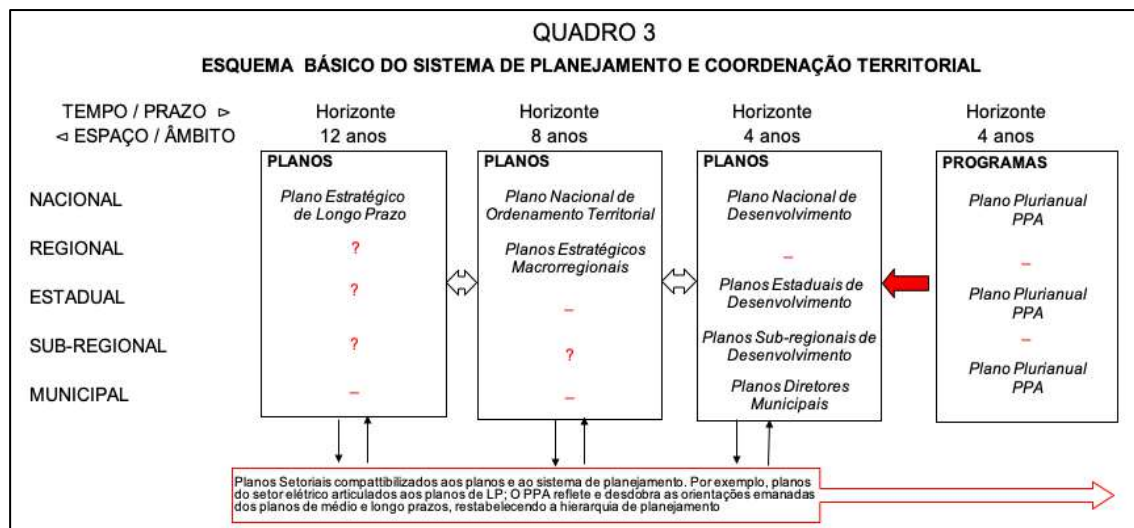 QUADRO 3
ESQUEMA BÁSICO DO SISTEMA DE PLANEJAMENTO E COORDENAÇÃO TERRITORIAL
TEMPO / PRAZO ⊳ Horizonte Horizonte Horizonte Horizonte
⊲ ESPAÇO / ÂMBITO 12 anos 8 anos 4 anos 4 anos
PLANOS PLANOS PLANOS PROGRAMAS
NACIONAL Plano Estratégico Plano Nacional de Plano Nacional de Plano Plurianual
de Longo Prazo Ordenamento Territorial Desenvolvimento PPA
REGIONAL ? Planos Estratégicos – –
Macrorregionais
ESTADUAL ? – Planos Estaduais de Plano Plurianual
Desenvolvimento PPA
SUB-REGIONAL ? ? Planos Sub-regionais de –
Desenvolvimento Plano Plurianual
MUNICIPAL – – Planos Diretores PPA
Municipais
Planos Setoriais compattibilizados aos planos e ao sistema de planejamento. Por exemplo, planos
do setor elétrico articulados aos planos de LP; O PPA reflete e desdobra as orientações emanadas
dos planos de médio e longo prazos, restabelecendo a hierarquia de planejamento